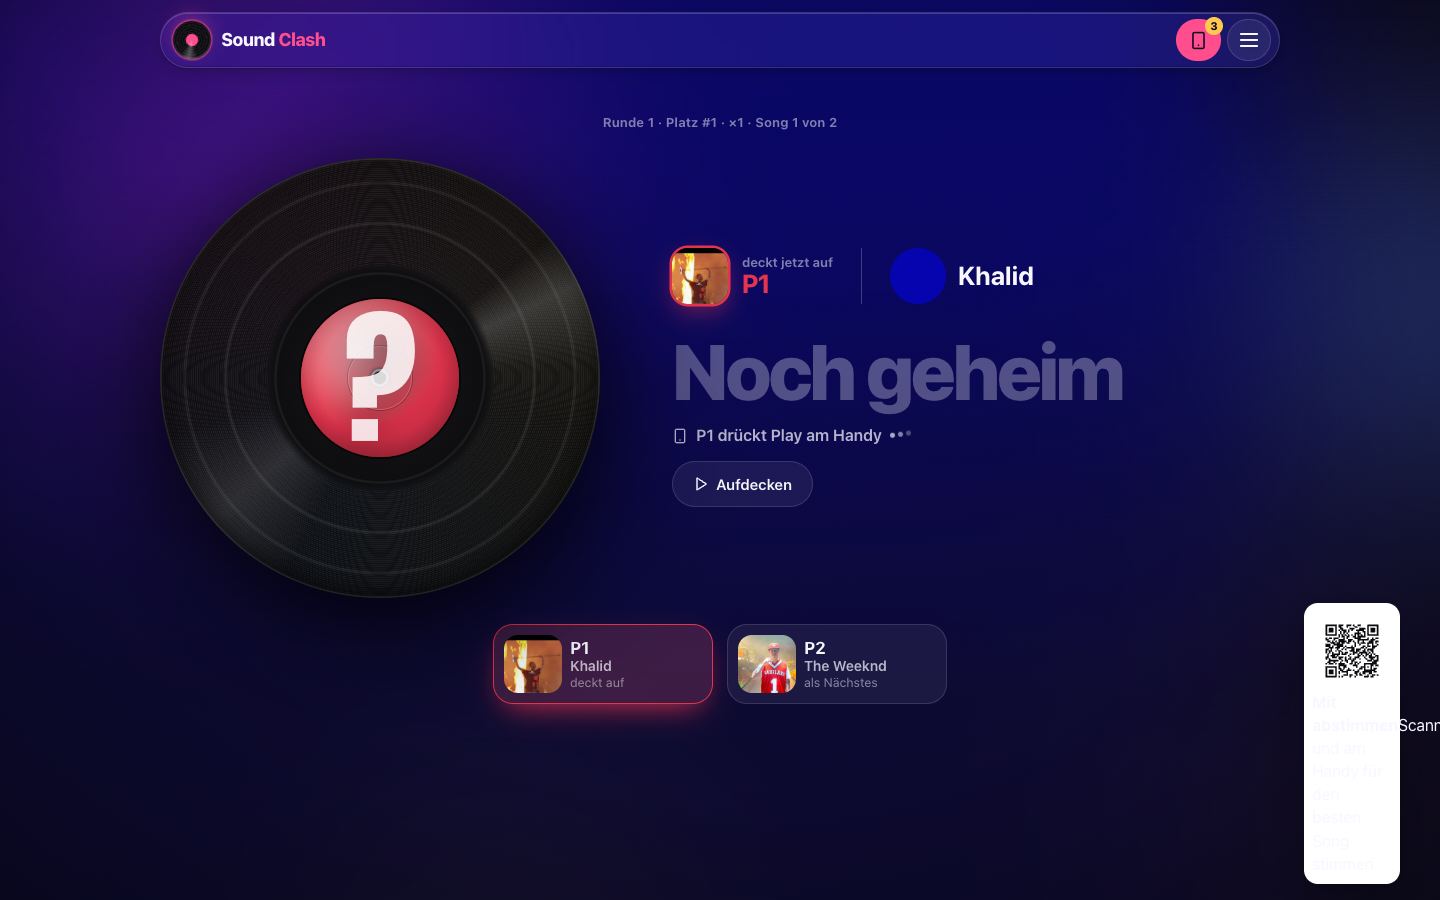 Sound Clash
3
Runde 1 · Platz #1 · ×1 · Song 1 von 2
?
deckt jetzt auf
P1
Khalid
Noch geheim
P1 drückt Play am Handy
Aufdecken
P1
Khalid
deckt auf
P2
The Weeknd
als Nächstes
Mit
abstimmenScann
und am
Handy für
den
besten
Song
stimmen